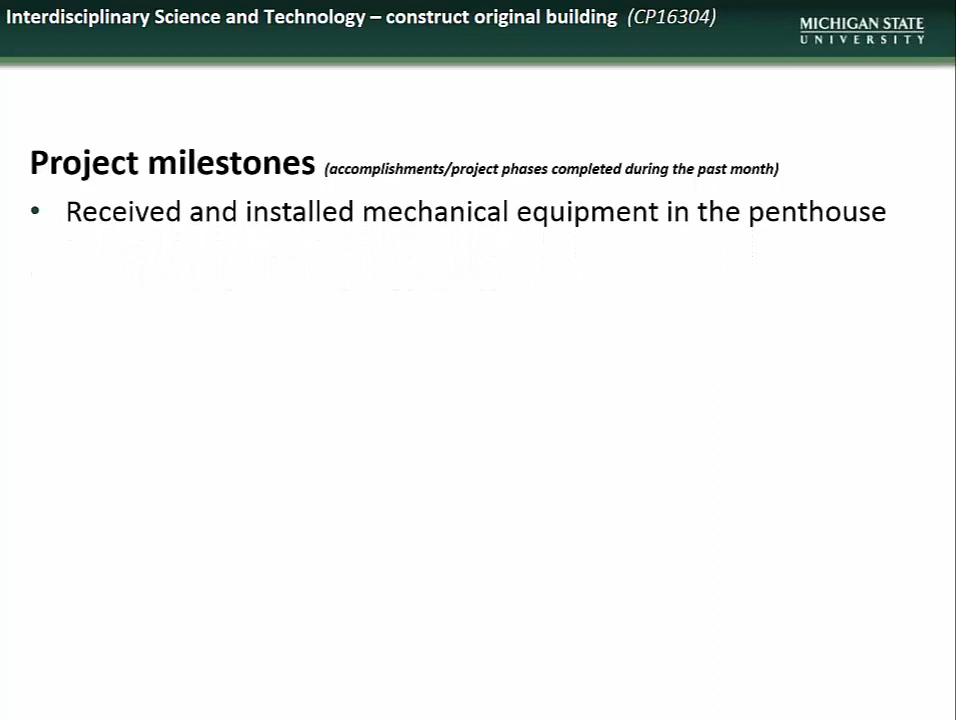 Interdisciplinary Science and Technology – construct original building (CP16304)
MICHIGAN STATE
UNIVERSITY
Project milestones (accomplishments/project phases completed during the past month)
• Received and installed mechanical equipment in the penthouse